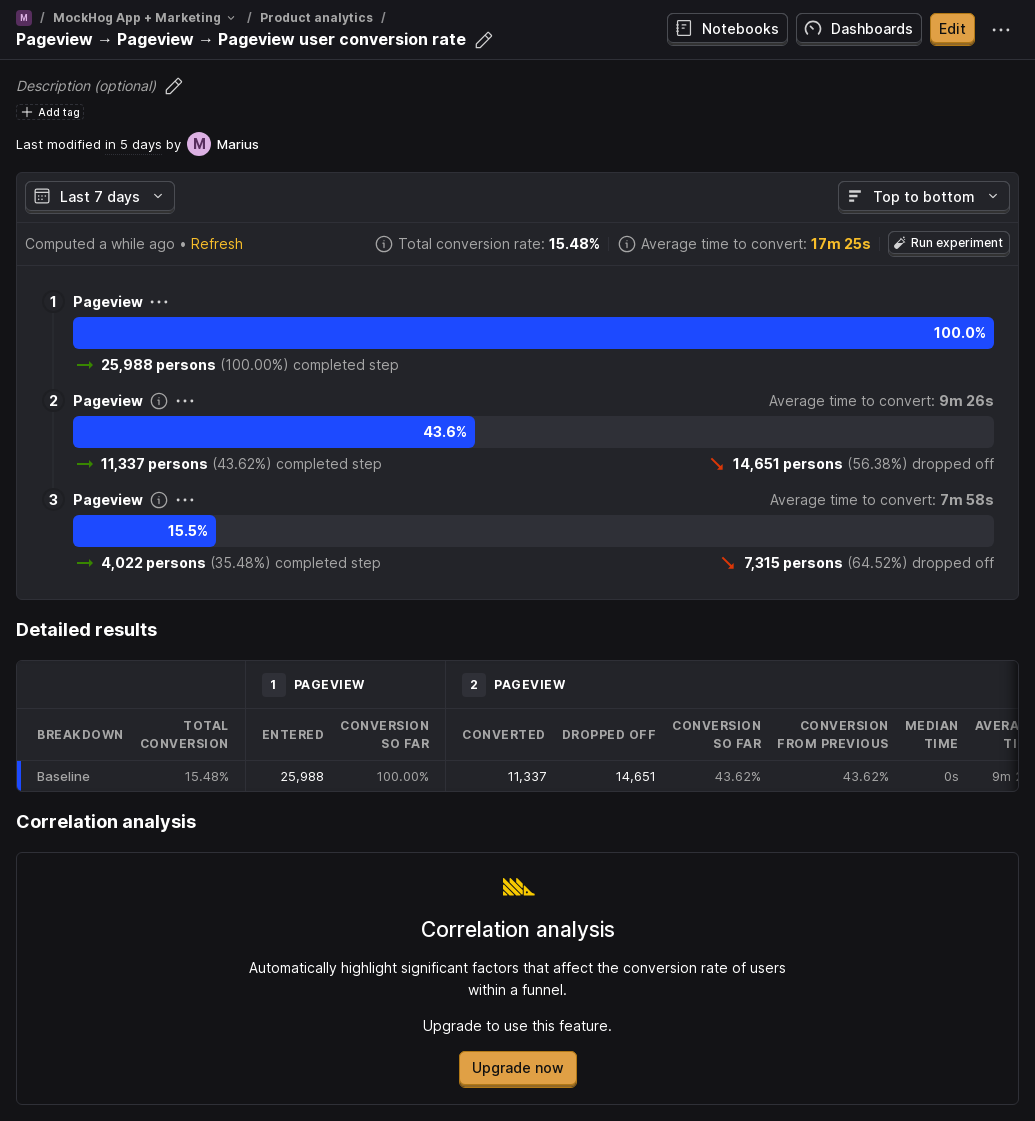 M / MockHog App + Marketing / Product analytics /
Pageview → Pageview → Pageview user conversion rate
Notebooks Dashboards Edit
Description (optional)
Add tag
Last modified in 5 days by M Marius
Last 7 days Top to bottom
Computed a while ago • Refresh Total conversion rate: 15.48% Average time to convert: 17m 25s Run experiment
1 Pageview
100.0%
25,988 persons (100.00%) completed step
2 Pageview Average time to convert: 9m 26s
43.6%
11,337 persons (43.62%) completed step 14,651 persons (56.38%) dropped off
3 Pageview Average time to convert: 7m 58s
15.5%
4,022 persons (35.48%) completed step 7,315 persons (64.52%) dropped off
Detailed results
1 PAGEVIEW 2 PAGEVIEW
BREAKDOWN TOTAL CONVERSION ENTERED CONVERSION SO FAR CONVERTED DROPPED OFF CONVERSION SO FAR CONVERSION FROM PREVIOUS MEDIAN TIME
Baseline 15.48% 25,988 100.00% 11,337 14,651 43.62% 43.62% 0s 9m
Correlation analysis
Correlation analysis
Automatically highlight significant factors that affect the conversion rate of users
within a funnel.
Upgrade to use this feature.
Upgrade now